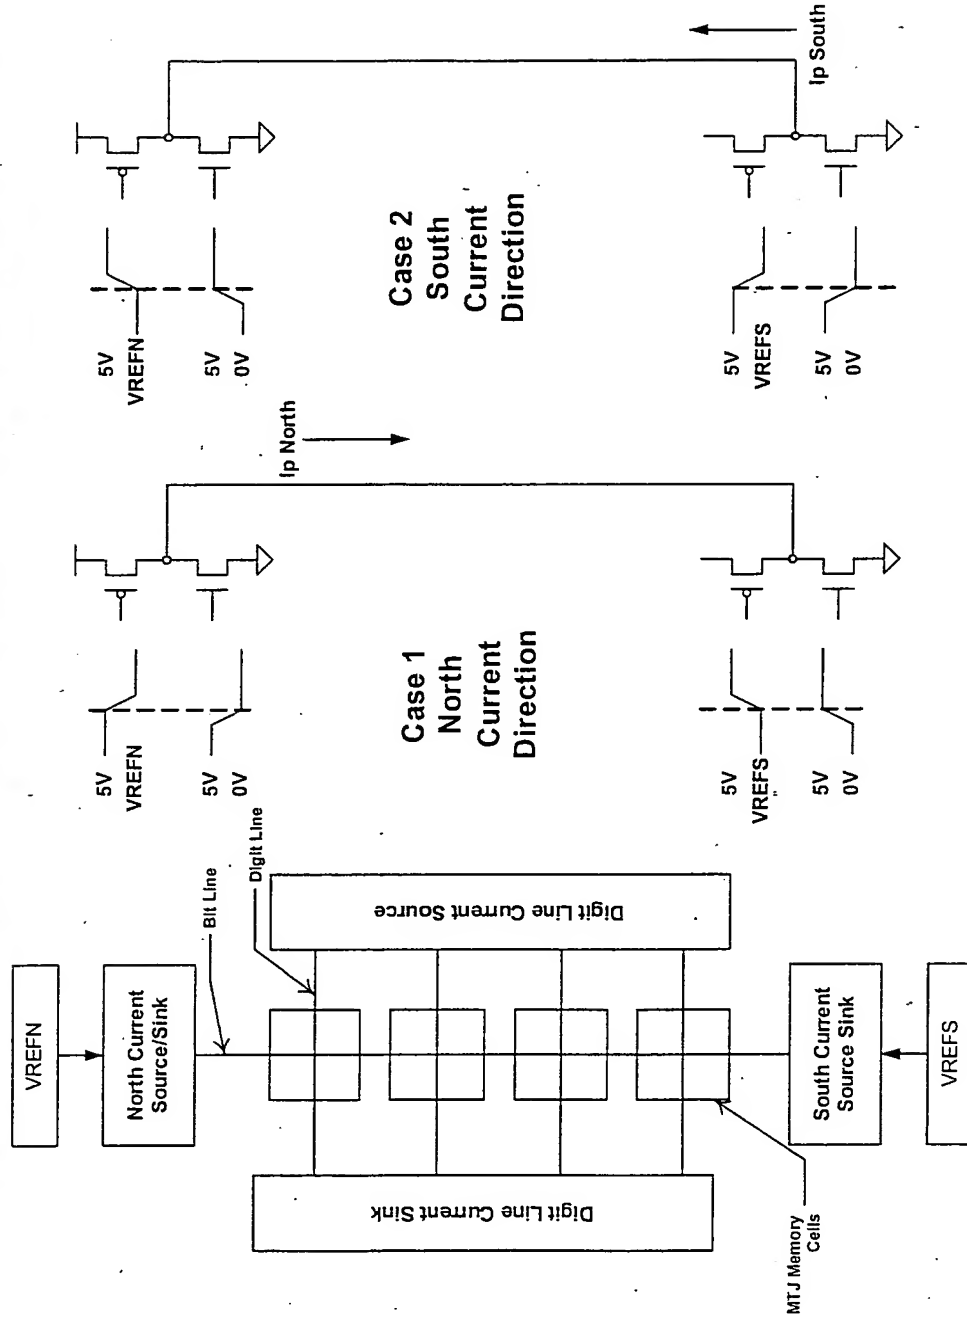 VREFN
North Current
Source/Sink
Bit Line
Digit Line
Digit Line Current Source
Digit Line Current Sink
MTJ Memory
Cells
South Current
Source Sink
VREFS
5V
VREFN
5V
0V
Ip North
Case 1
North
Current
Direction
5V
VREFS
5V
0V
5V
VREFN
5V
0V
Case 2
South
Current
Direction
5V
VREFS
5V
0V
Ip South